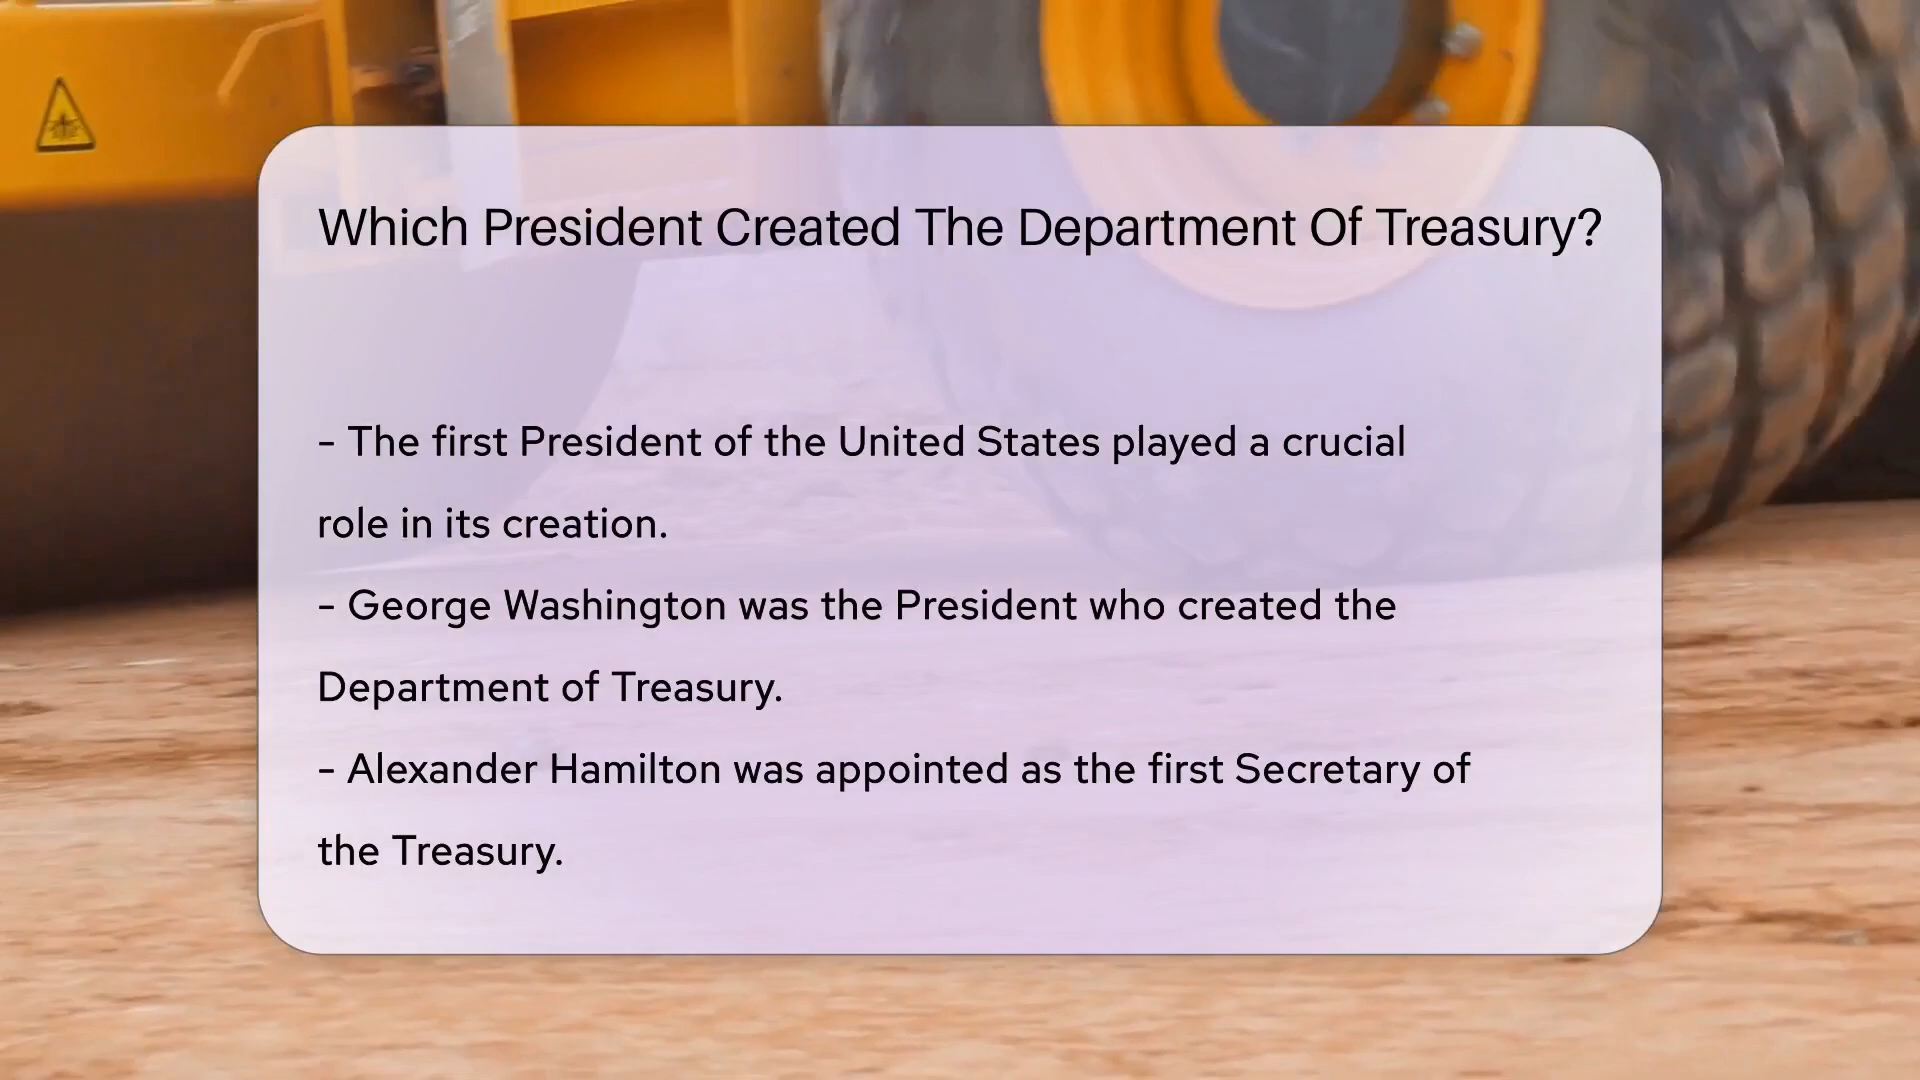 Which President Created The Department Of Treasury?
- The first President of the United States played a crucial
role in its creation.
- George Washington was the President who created the
Department of Treasury.
- Alexander Hamilton was appointed as the first Secretary of
the Treasury.